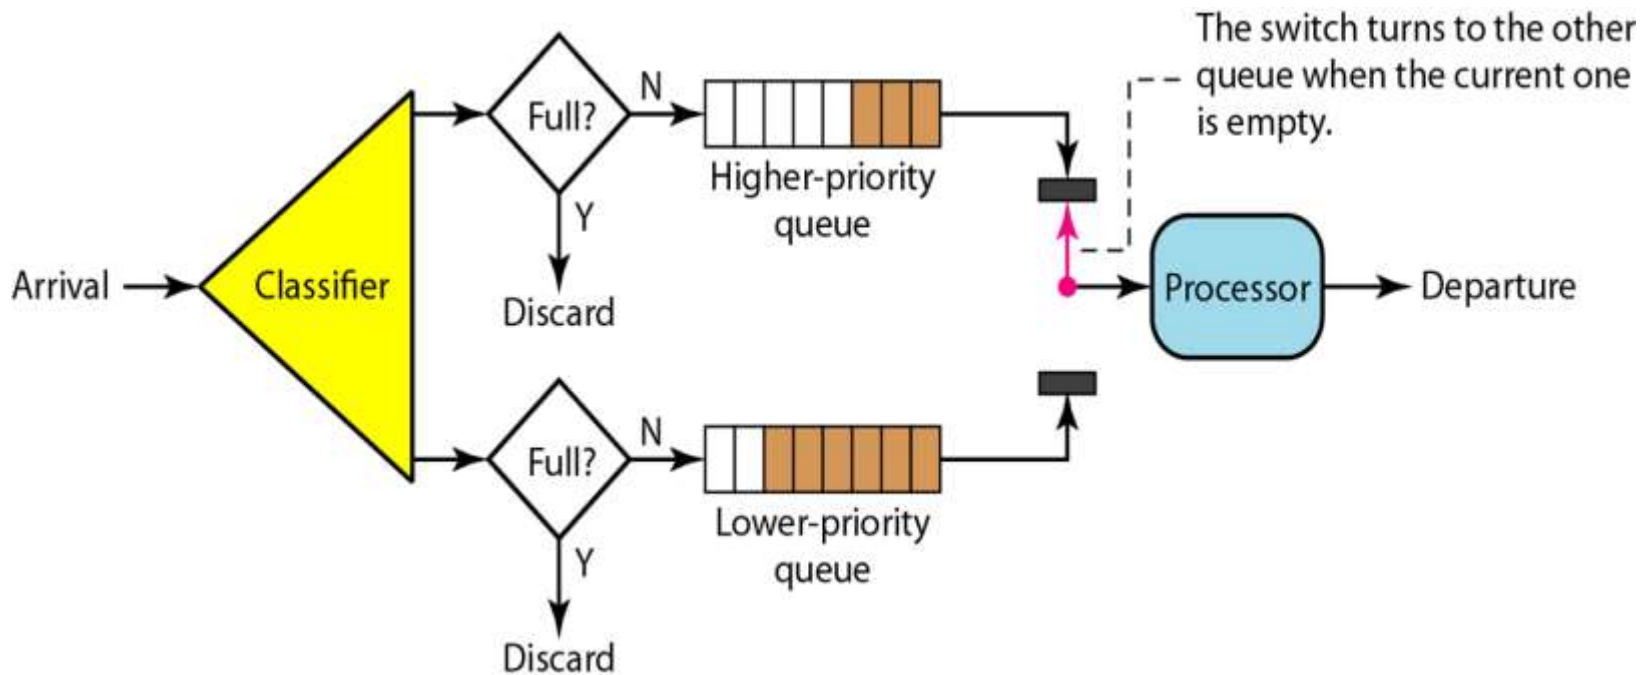 The switch turns to the other
queue when the current one
is empty.
Full?
N
Y
Discard
Higher-priority
queue
Arrival
Classifier
Processor
Departure
Full?
N
Y
Discard
Lower-priority
queue